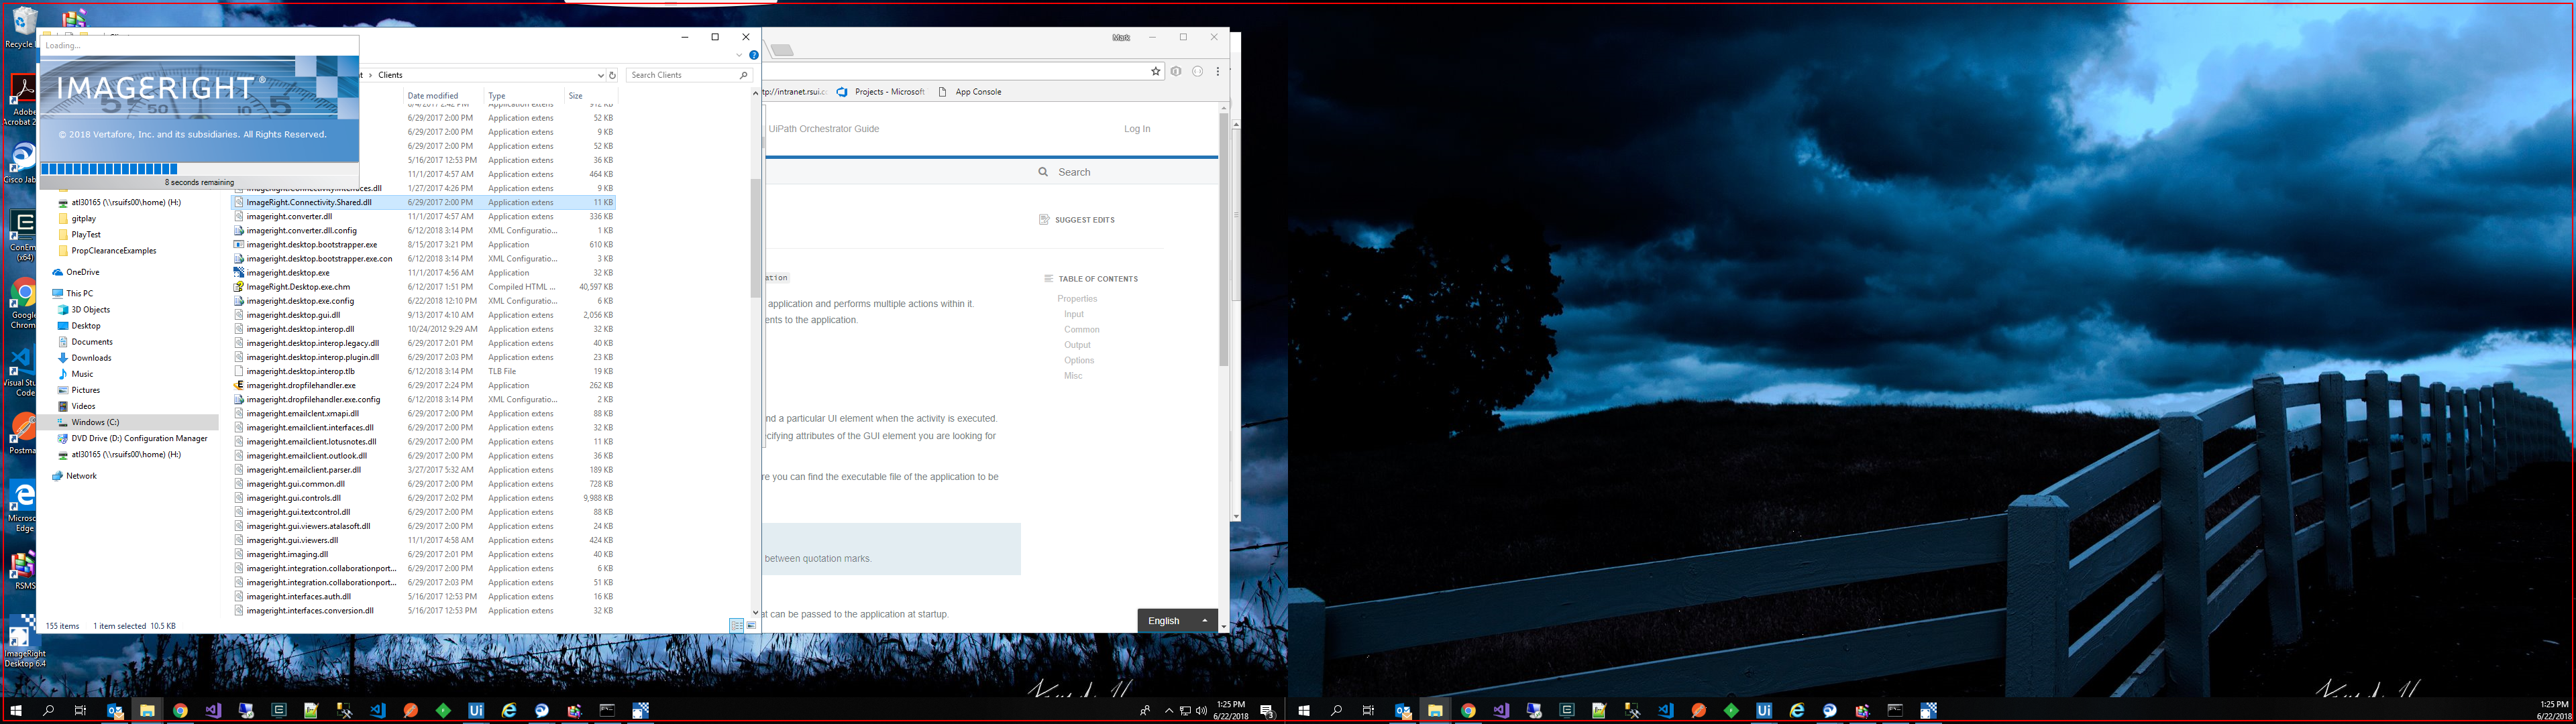 Recycle
Adobe
Acrobat
Cisco Jab
ConEm
(x64)
Google
Chrom
Visual Stu
Code
Postma
Micros
Edge
RSMS
ImageRight
Desktop 6.4
Loading...
IMAGERIGHT®
© 2018 Vertafore, Inc. and its subsidiaries. All Rights Reserved.
8 seconds remaining
Clients
Search Clients
Date modified Type Size
6/29/2017 2:00 PM Application extens 52 KB
6/29/2017 2:00 PM Application extens 9 KB
6/29/2017 2:00 PM Application extens 52 KB
5/16/2017 12:53 PM Application extens 36 KB
11/1/2017 4:57 AM Application extens 464 KB
ImageRight.Connectivity.Interfaces.dll 1/27/2017 4:26 PM Application extens 9 KB
ImageRight.Connectivity.Shared.dll 6/29/2017 2:00 PM Application extens 11 KB
imageright.converter.dll 11/1/2017 4:57 AM Application extens 336 KB
imageright.converter.dll.config 6/12/2018 3:14 PM XML Configuratio... 1 KB
imageright.desktop.bootstrapper.exe 8/15/2017 3:21 PM Application 610 KB
imageright.desktop.bootstrapper.exe.con 6/12/2018 3:14 PM XML Configuratio... 3 KB
imageright.desktop.exe 11/1/2017 4:56 AM Application 32 KB
ImageRight.Desktop.exe.chm 6/12/2017 1:51 PM Compiled HTML ... 40,597 KB
imageright.desktop.exe.config 6/22/2018 12:10 PM XML Configuratio... 6 KB
imageright.desktop.gui.dll 9/13/2017 4:10 AM Application extens 2,056 KB
imageright.desktop.interop.dll 10/24/2012 9:29 AM Application extens 32 KB
imageright.desktop.interop.legacy.dll 6/29/2017 2:01 PM Application extens 40 KB
imageright.desktop.interop.plugin.dll 6/29/2017 2:03 PM Application extens 23 KB
imageright.desktop.interop.tlb 6/12/2018 3:14 PM TLB File 19 KB
imageright.dropfilehandler.exe 6/29/2017 2:24 PM Application 262 KB
imageright.dropfilehandler.exe.config 6/12/2018 3:14 PM XML Configuratio... 2 KB
imageright.emailclent.xmapi.dll 6/29/2017 2:00 PM Application extens 88 KB
imageright.emailclient.interfaces.dll 6/29/2017 2:00 PM Application extens 32 KB
imageright.emailclient.lotusnotes.dll 6/29/2017 2:00 PM Application extens 11 KB
imageright.emailclient.outlook.dll 6/29/2017 2:00 PM Application extens 36 KB
imageright.emailclient.parser.dll 3/27/2017 5:32 AM Application extens 189 KB
imageright.gui.common.dll 6/29/2017 2:00 PM Application extens 728 KB
imageright.gui.controls.dll 6/29/2017 2:02 PM Application extens 9,988 KB
imageright.gui.textcontrol.dll 6/29/2017 2:00 PM Application extens 88 KB
imageright.gui.viewers.atalasoft.dll 6/29/2017 2:00 PM Application extens 24 KB
imageright.gui.viewers.dll 11/1/2017 4:58 AM Application extens 424 KB
imageright.imaging.dll 6/29/2017 2:01 PM Application extens 40 KB
imageright.integration.collaborationport... 6/29/2017 2:00 PM Application extens 6 KB
imageright.integration.collaborationport... 6/29/2017 2:03 PM Application extens 51 KB
imageright.interfaces.auth.dll 5/16/2017 12:53 PM Application extens 16 KB
imageright.interfaces.conversion.dll 5/16/2017 12:53 PM Application extens 32 KB
atl30165 (\\rsuifs00\home) (H:)
gitplay
PlayTest
PropClearanceExamples
OneDrive
This PC
3D Objects
Desktop
Documents
Downloads
Music
Pictures
Videos
Windows (C:)
DVD Drive (D:) Configuration Manager
atl30165 (\\rsuifs00\home) (H:)
Network
155 items 1 item selected 10.5 KB
Mark
tp://intranet.rsui.c Projects - Microsoft App Console
UiPath Orchestrator Guide Log In
Search
SUGGEST EDITS
ation
application and performs multiple actions within it.
ents to the application.
TABLE OF CONTENTS
Properties
Input
Common
Output
Options
Misc
nd a particular UI element when the activity is executed.
ecifying attributes of the GUI element you are looking for
re you can find the executable file of the application to be
between quotation marks.
at can be passed to the application at startup.
English
1:25 PM
6/22/2018
1:25 PM
6/22/2018